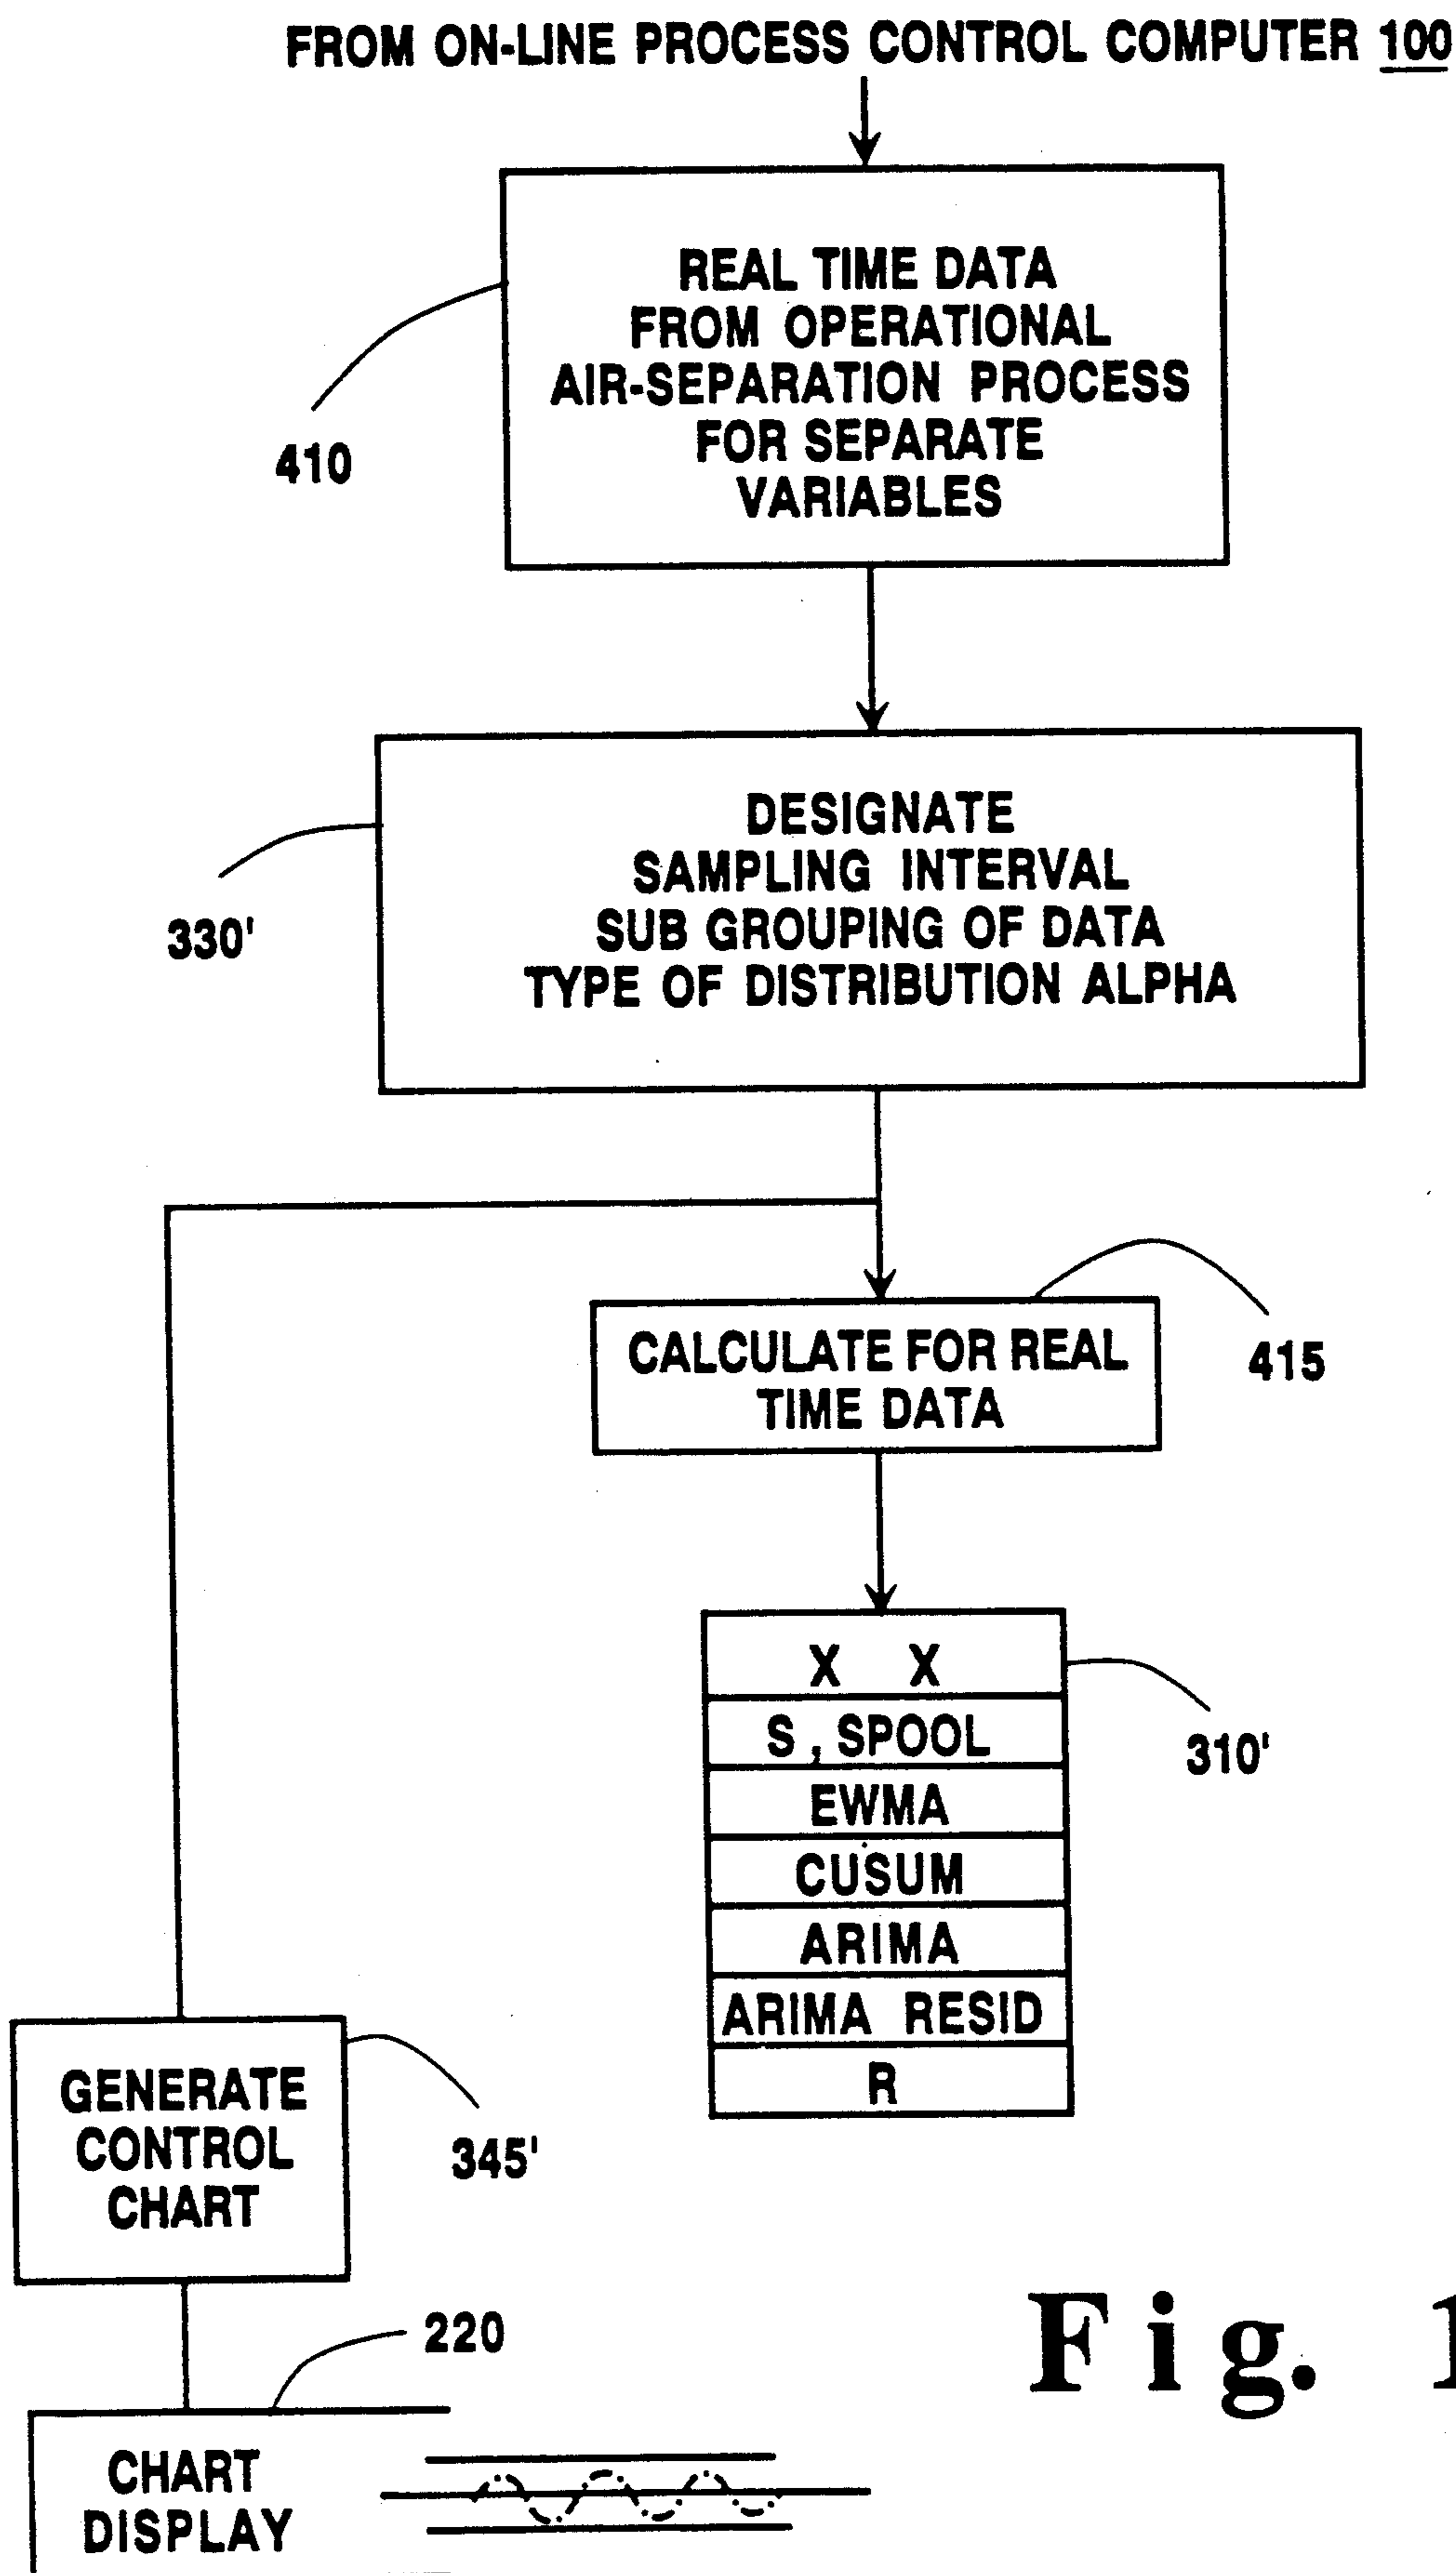 FROM ON-LINE PROCESS CONTROL COMPUTER 100
REAL TIME DATA
FROM OPERATIONAL
AIR-SEPARATION PROCESS
FOR SEPARATE
VARIABLES
410
DESIGNATE
SAMPLING INTERVAL
SUB GROUPING OF DATA
TYPE OF DISTRIBUTION ALPHA
330'
CALCULATE FOR REAL
TIME DATA
415
X X
S, SPOOL
EWMA
CUSUM
ARIMA
ARIMA RESID
R
310'
GENERATE
CONTROL
CHART
345'
220
CHART
DISPLAY
Fig. 1